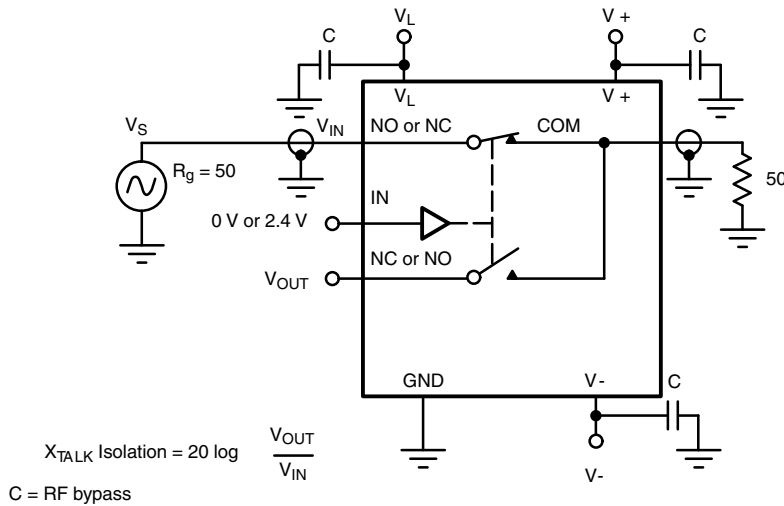 V_L
V+
C
C
V_L
V+
V_S
V_IN
NO or NC
COM
R_g = 50
50
IN
0 V or 2.4 V
NC or NO
V_OUT
GND
V-
C
X_TALK Isolation = 20 log V_OUT / V_IN
V-
C = RF bypass